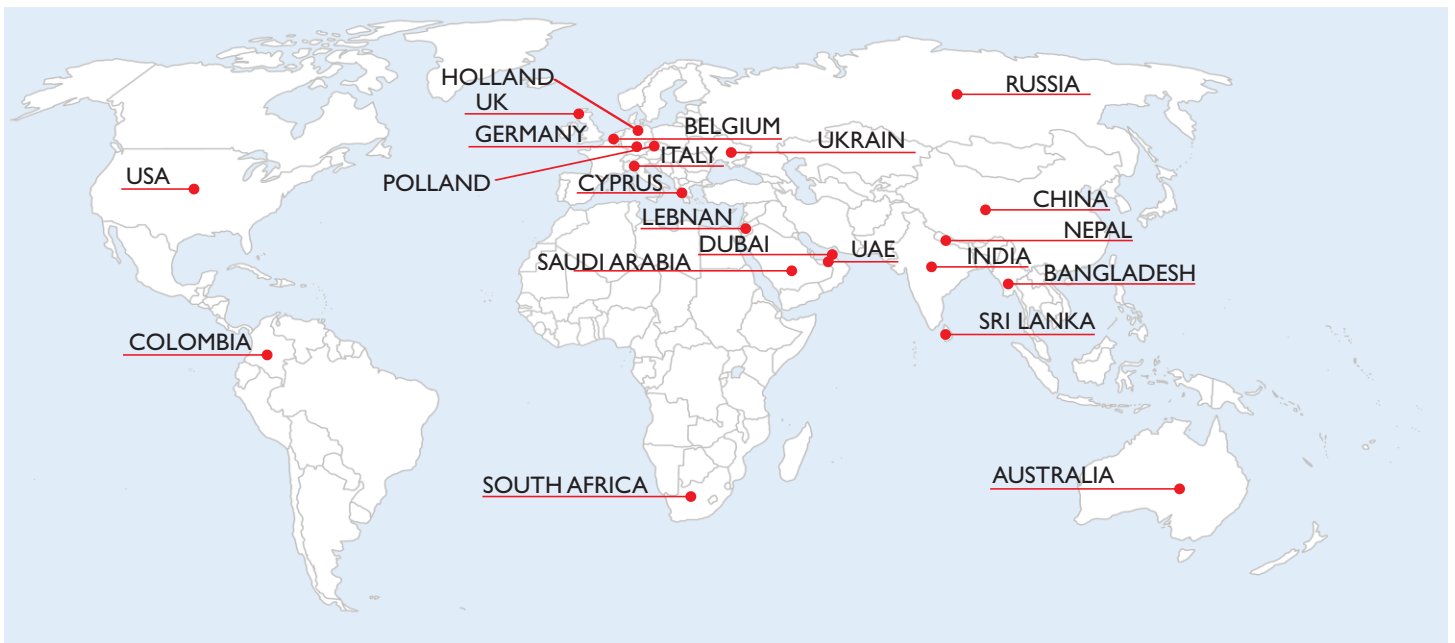 HOLLAND
RUSSIA
UK
BELGIUM
GERMANY
UKRAIN
ITALY
USA
POLLAND
CYPRUS
CHINA
LEBNAN
NEPAL
DUBAI
UAE
INDIA
SAUDI ARABIA
BANGLADESH
SRI LANKA
COLOMBIA
AUSTRALIA
SOUTH AFRICA